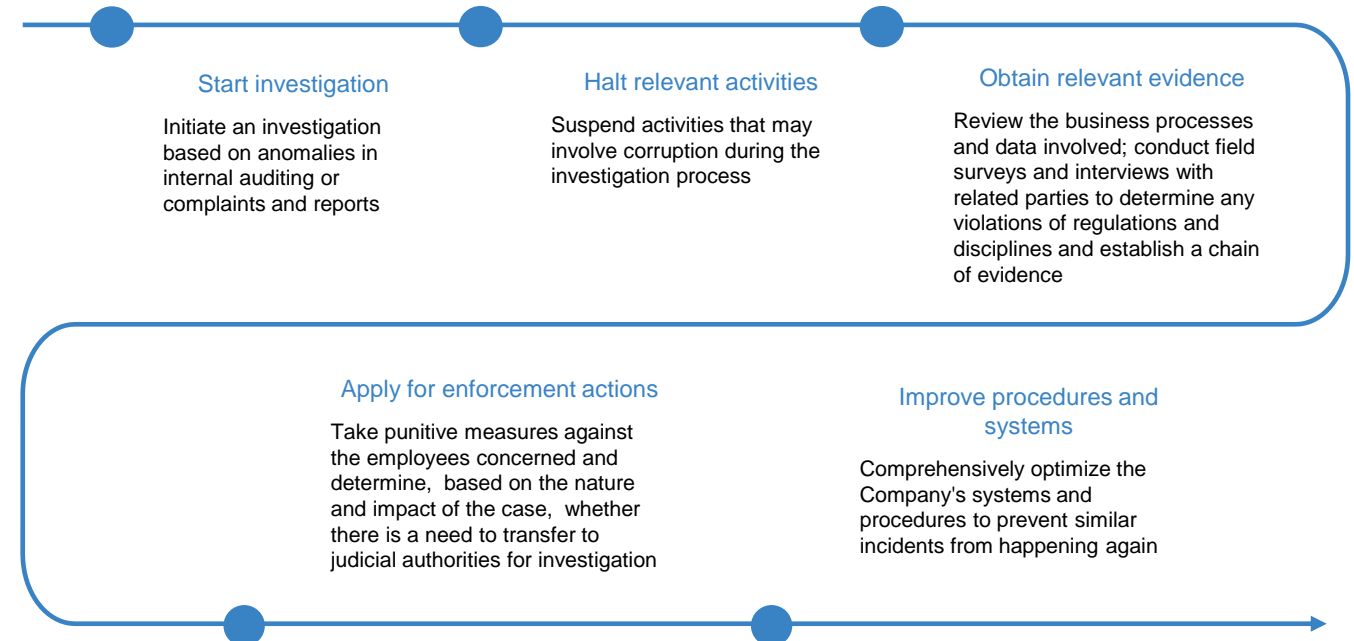 Start investigation
Initiate an investigation
based on anomalies in
internal auditing or
complaints and reports
Halt relevant activities
Suspend activities that may
involve corruption during the
investigation process
Obtain relevant evidence
Review the business processes
and data involved; conduct field
surveys and interviews with
related parties to determine any
violations of regulations and
disciplines and establish a chain
of evidence
Apply for enforcement actions
Take punitive measures against
the employees concerned and
determine,  based on the nature
and impact of the case,  whether
there is a need to transfer to
judicial authorities for investigation
Improve procedures and
systems
Comprehensively optimize the
Company's systems and
procedures to prevent similar
incidents from happening again